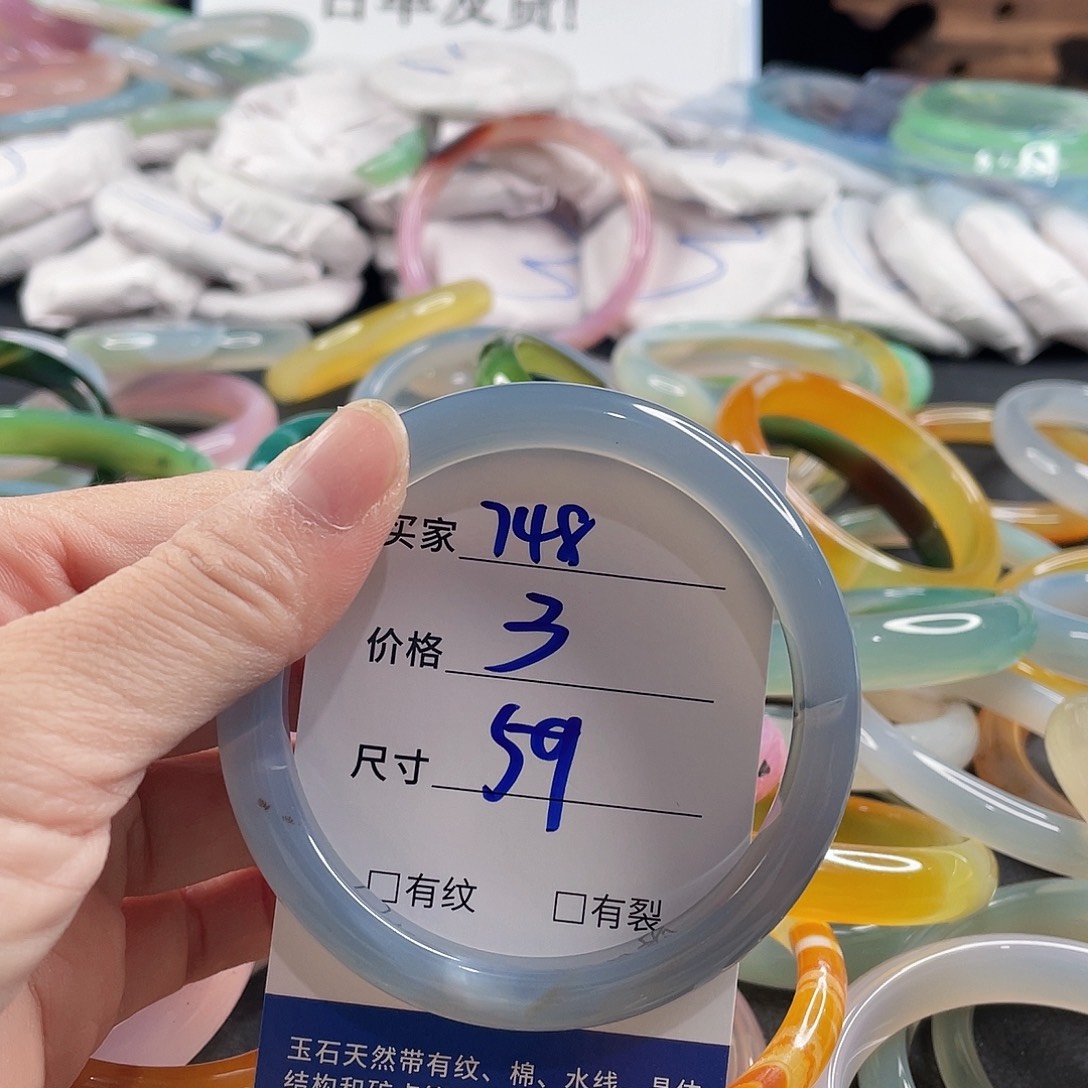 买家 748
价格 3
尺寸 59
□有纹 □有裂
玉石天然带有纹、棉、水线